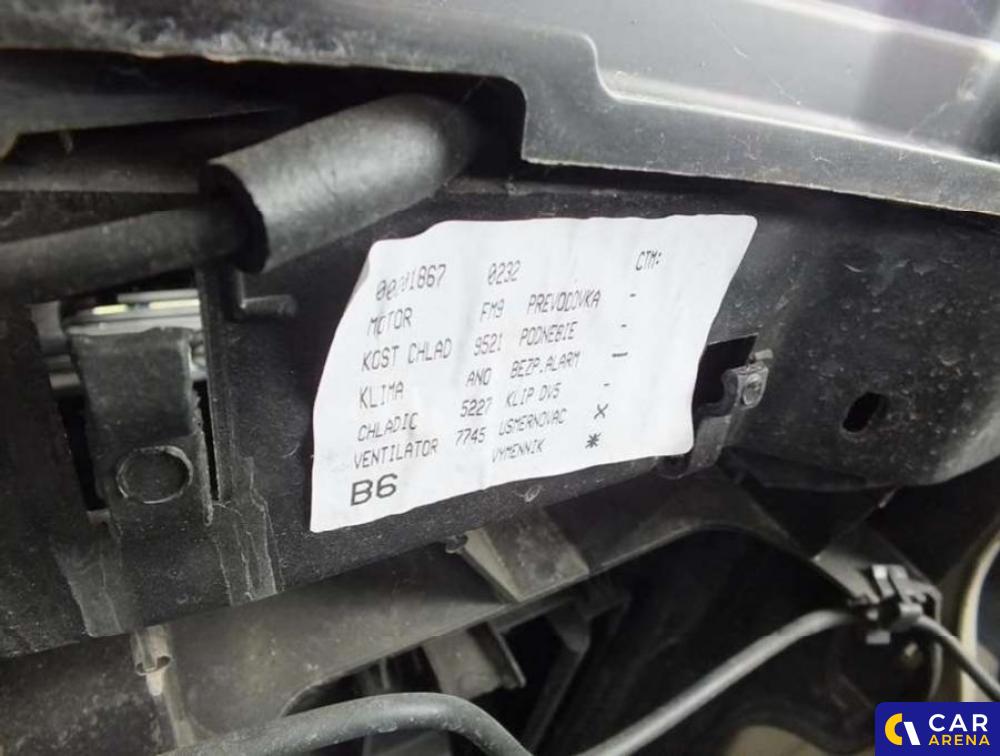 00201867 0232 CTM:
MOTOR FM9 PREVODOVKA -
KOST CHLAD 9521 PODNEBIE -
KLIMA ANO BEZP.ALARM —
CHLADIC 5227 KLIP DVS -
VENTILATOR 7745 USMERNOVAC X
VYMENNIK *
B6
CAR
ARENA